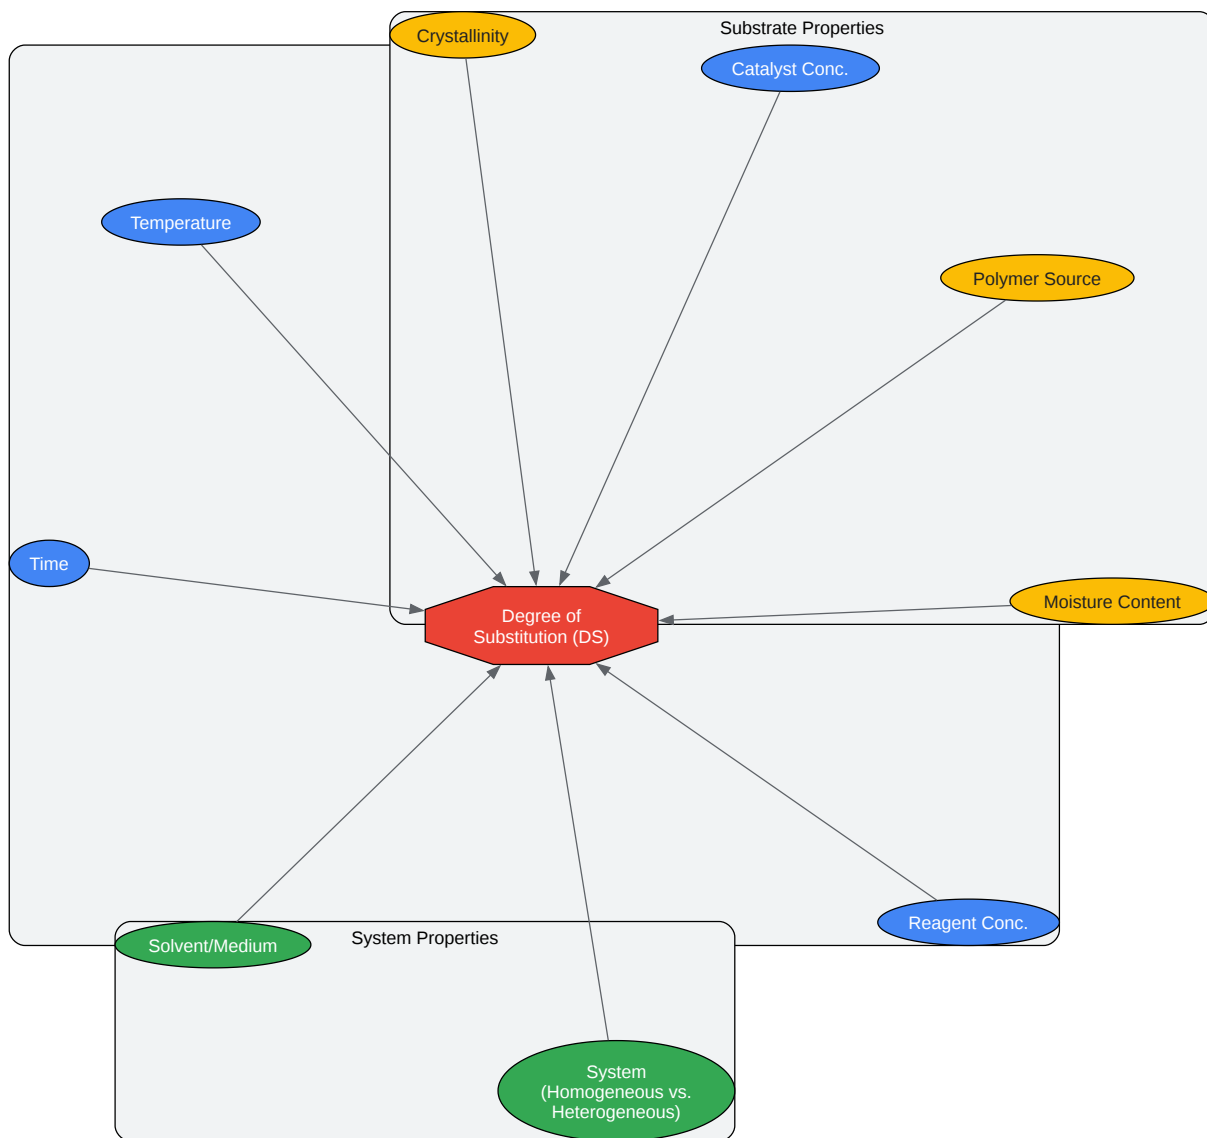 Substrate Properties
Crystallinity
Catalyst Conc.
Temperature
Polymer Source
Time
Moisture Content
Degree of
Substitution (DS)
Reagent Conc.
System Properties
Solvent/Medium
System
(Homogeneous vs.
Heterogeneous)